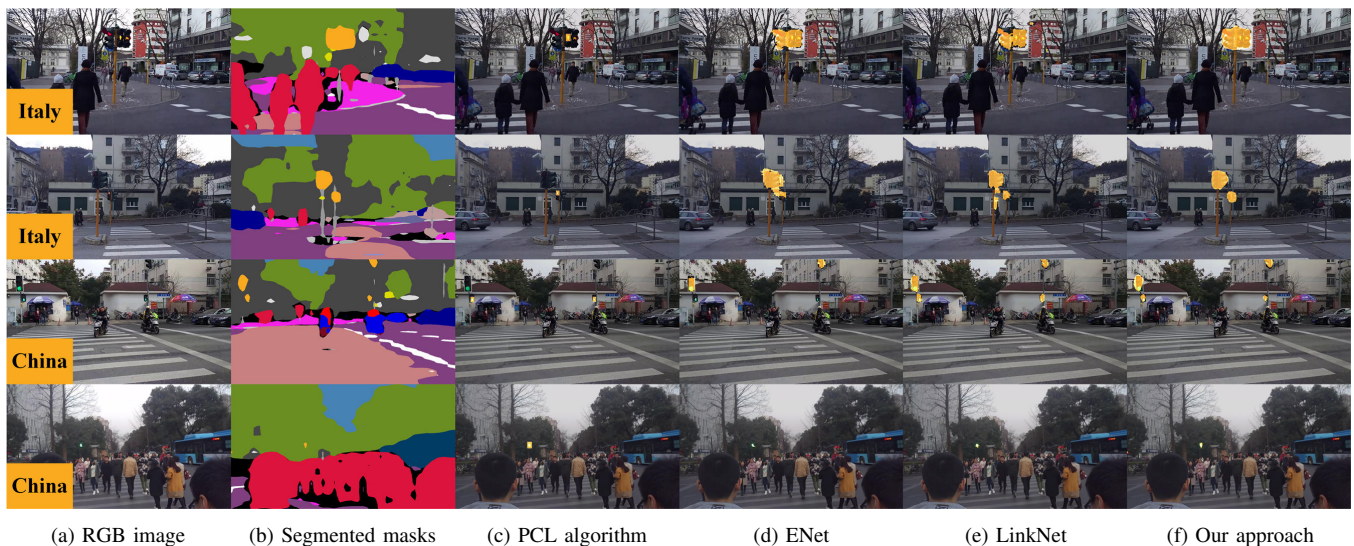 Italy
Italy
China
China
(a) RGB image (b) Segmented masks (c) PCL algorithm (d) ENet (e) LinkNet (f) Our approach